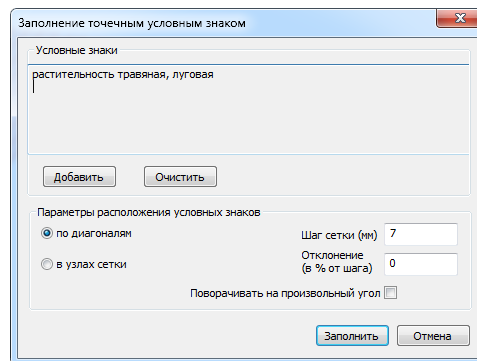 Заполнение точечным условным знаком
Условные знаки
растительность травяная, луговая
Добавить
Очистить
Параметры расположения условных знаков
по диагоналям
Шаг сетки (мм)
7
в узлах сетки
Отклонение
(в % от шага)
0
Поворачивать на произвольный угол
Заполнить
Отмена